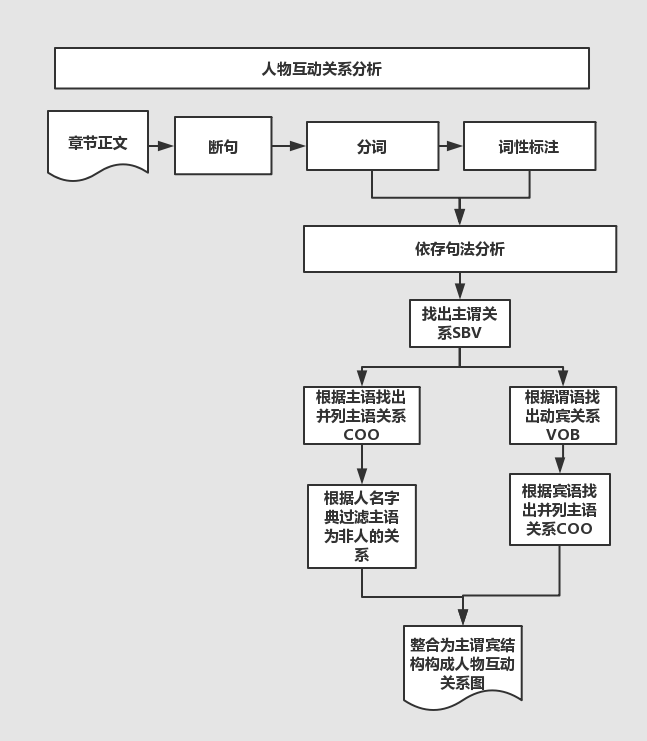 人物互动关系分析
章节正文
断句
分词
词性标注
依存句法分析
找出主谓关
系SBV
根据主语找出
并列主语关系
COO
根据谓语找
出动宾关系
VOB
根据人名字
典过滤主语
为非人的关
系
根据宾语找
出并列主语
关系COO
整合为主谓宾结
构构成人物互动
关系图